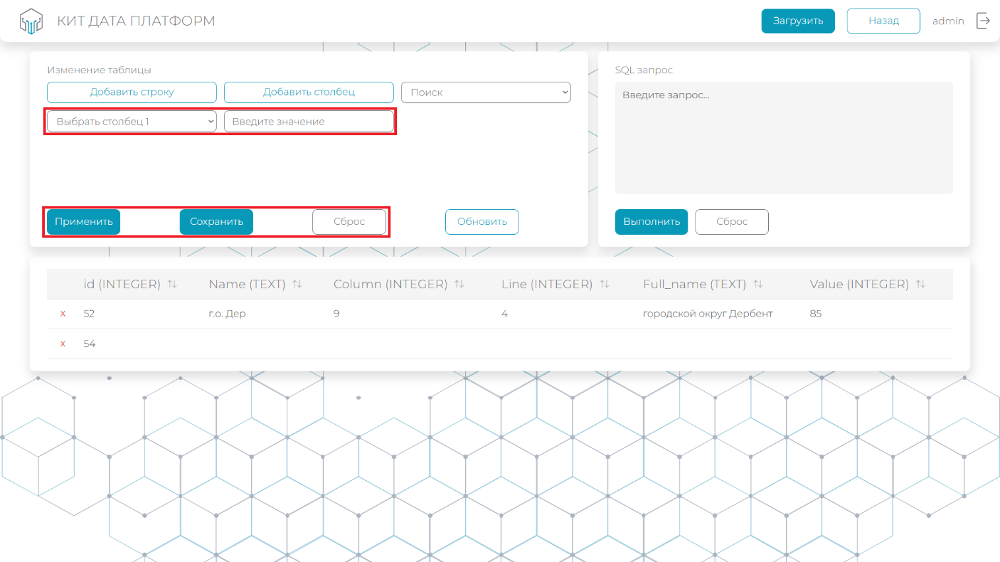 КИТ ДАТА ПЛАТФОРМ
Загрузить Назад admin
Изменение таблицы
Добавить строку Добавить столбец Поиск
Выбрать столбец 1 Введите значение
Применить Сохранить Сброс Обновить
SQL запрос
Введите запрос...
Выполнить Сброс
id (INTEGER) Name (TEXT) Column (INTEGER) Line (INTEGER) Full_name (TEXT) Value (INTEGER)
x 52 г.о. Дер 9 4 городской округ Дербент 85
x 54